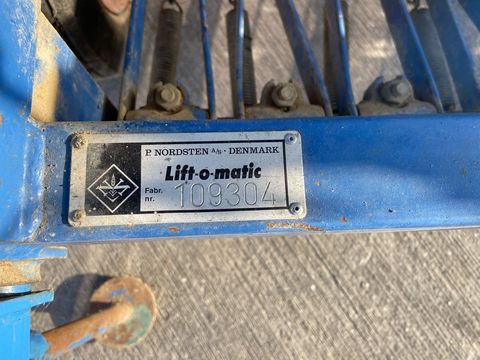 P. NORDSTEN A/S · DENMARK
Lift-o-matic
Fabr. nr. 109304